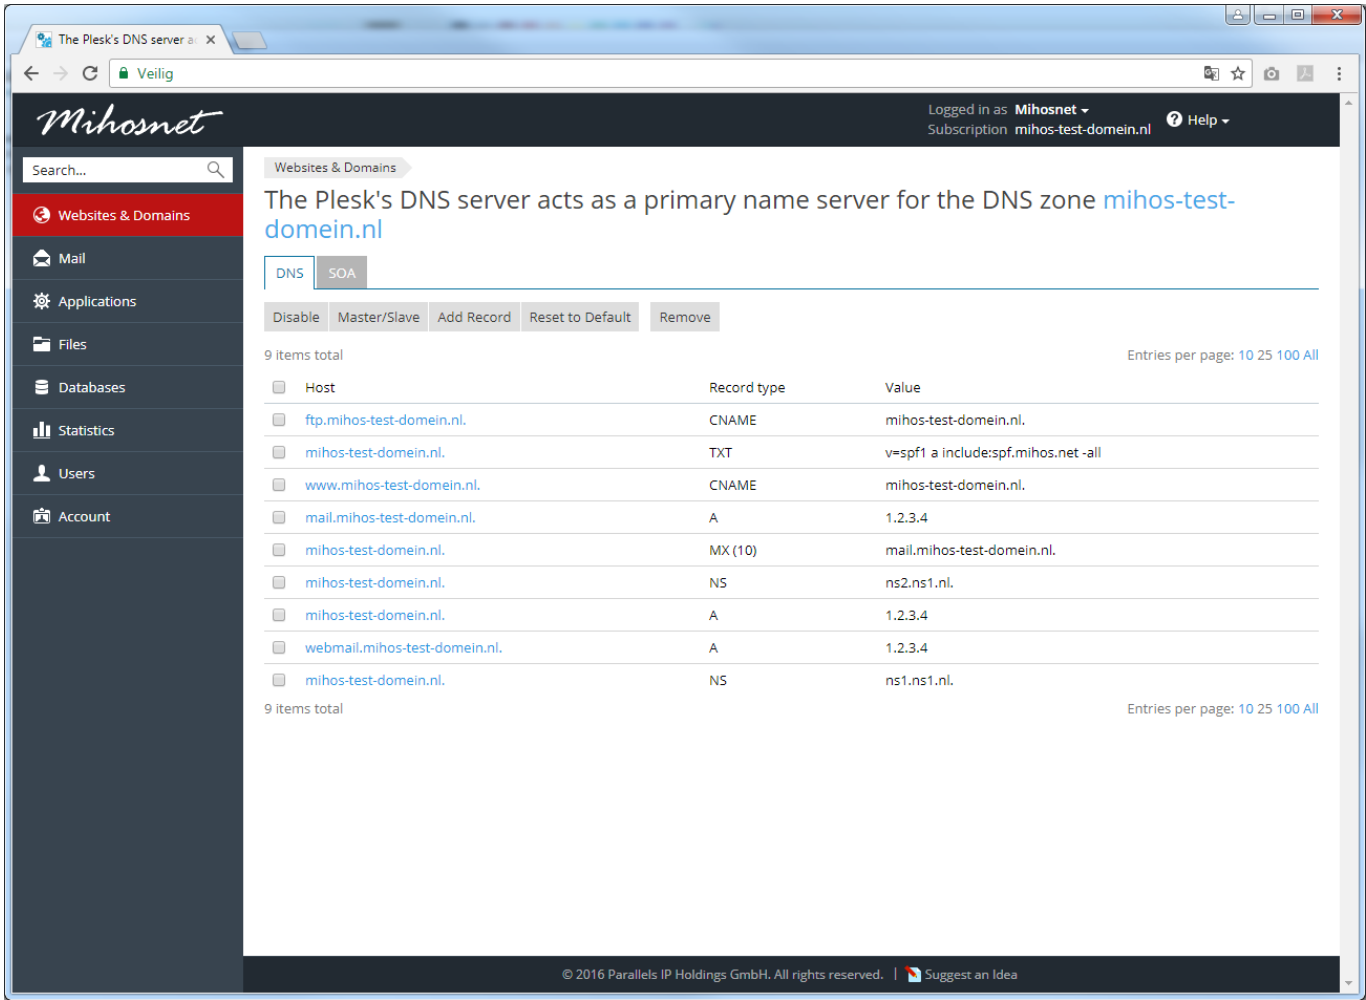 The Plesk's DNS server a
Veilig
Mihosnet
Logged in as Mihosnet
Subscription mihos-test-domein.nl
? Help
Search...
Websites & Domains
Mail
Applications
Files
Databases
Statistics
Users
Account
Websites & Domains
The Plesk's DNS server acts as a primary name server for the DNS zone mihos-test-
domein.nl
DNS SOA
Disable Master/Slave Add Record Reset to Default Remove
9 items total Entries per page: 10 25 100 All
Host Record type Value
ftp.mihos-test-domein.nl. CNAME mihos-test-domein.nl.
mihos-test-domein.nl. TXT v=spf1 a include:spf.mihos.net -all
www.mihos-test-domein.nl. CNAME mihos-test-domein.nl.
mail.mihos-test-domein.nl. A 1.2.3.4
mihos-test-domein.nl. MX (10) mail.mihos-test-domein.nl.
mihos-test-domein.nl. NS ns2.ns1.nl.
mihos-test-domein.nl. A 1.2.3.4
webmail.mihos-test-domein.nl. A 1.2.3.4
mihos-test-domein.nl. NS ns1.ns1.nl.
9 items total Entries per page: 10 25 100 All
© 2016 Parallels IP Holdings GmbH. All rights reserved. | Suggest an Idea